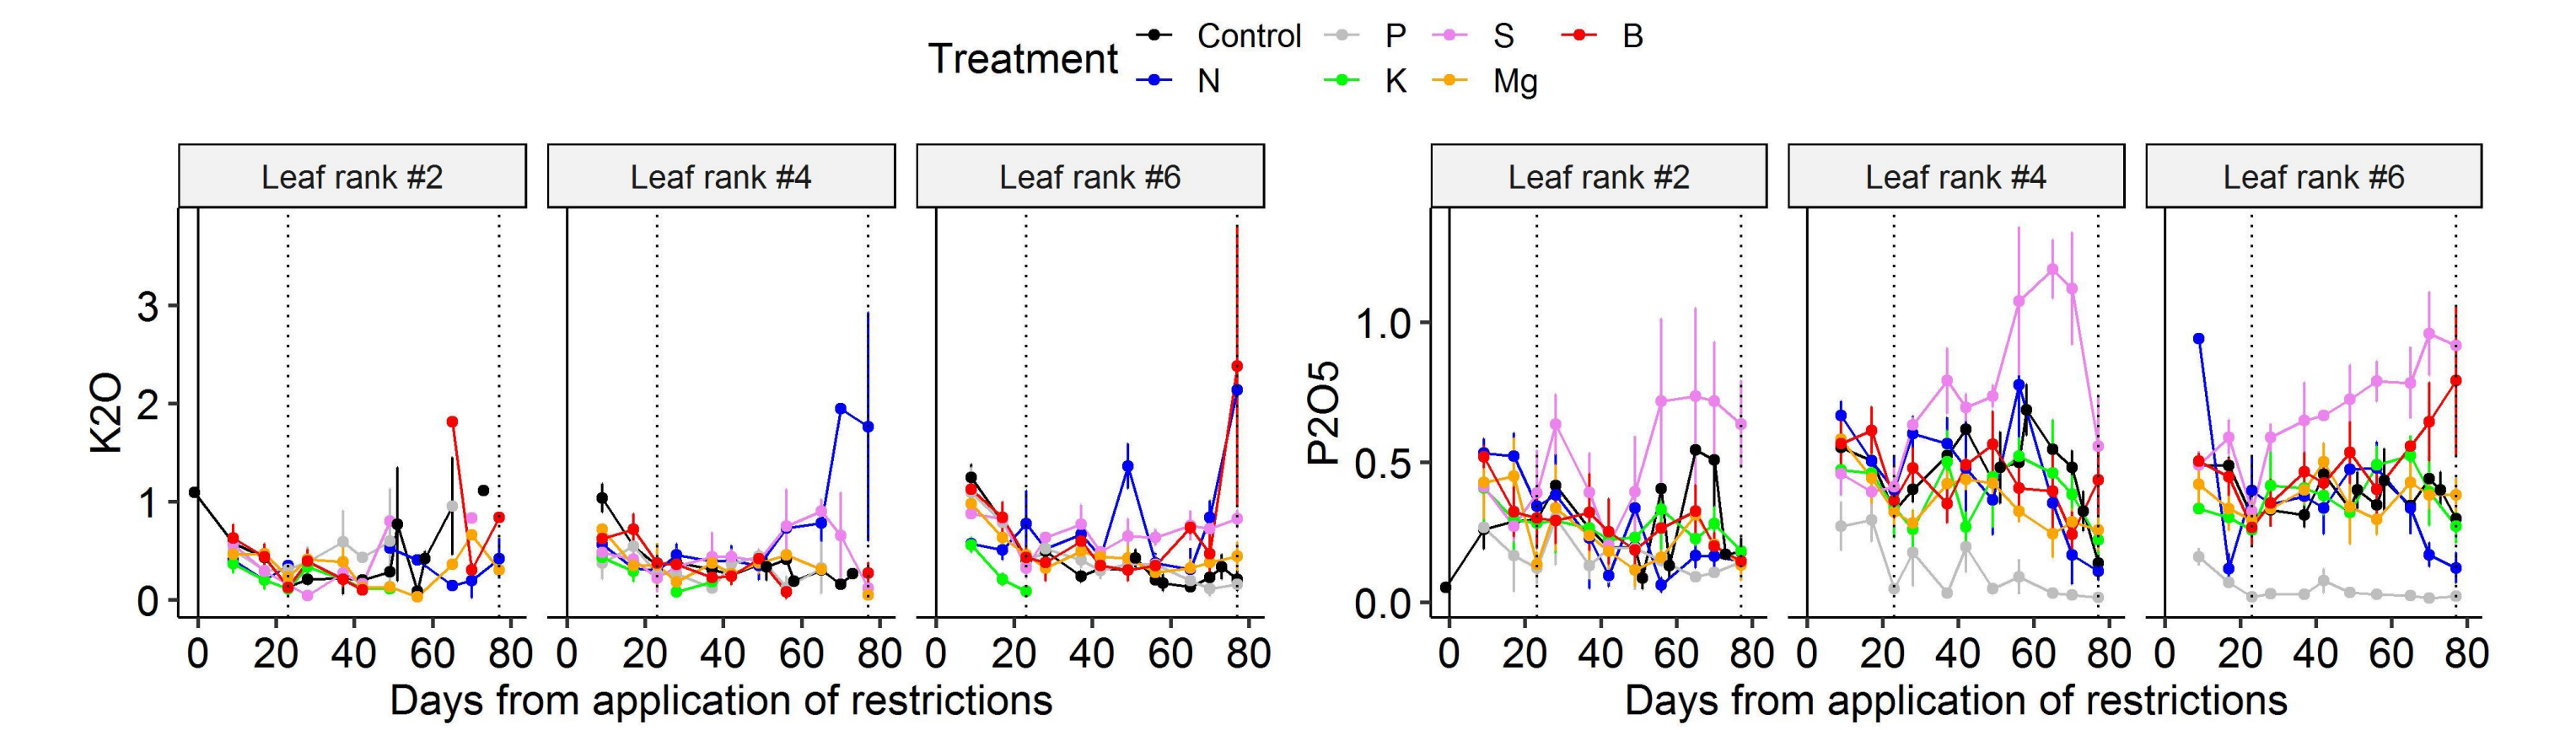 Treatment
Control P S B
N K Mg
Leaf rank #2 Leaf rank #4 Leaf rank #6
K2O
3
2
1
0
0 20 40 60 80 0 20 40 60 80 0 20 40 60 80
Days from application of restrictions
Leaf rank #2 Leaf rank #4 Leaf rank #6
P2O5
1.0
0.5
0.0
0 20 40 60 80 0 20 40 60 80 0 20 40 60 80
Days from application of restrictions